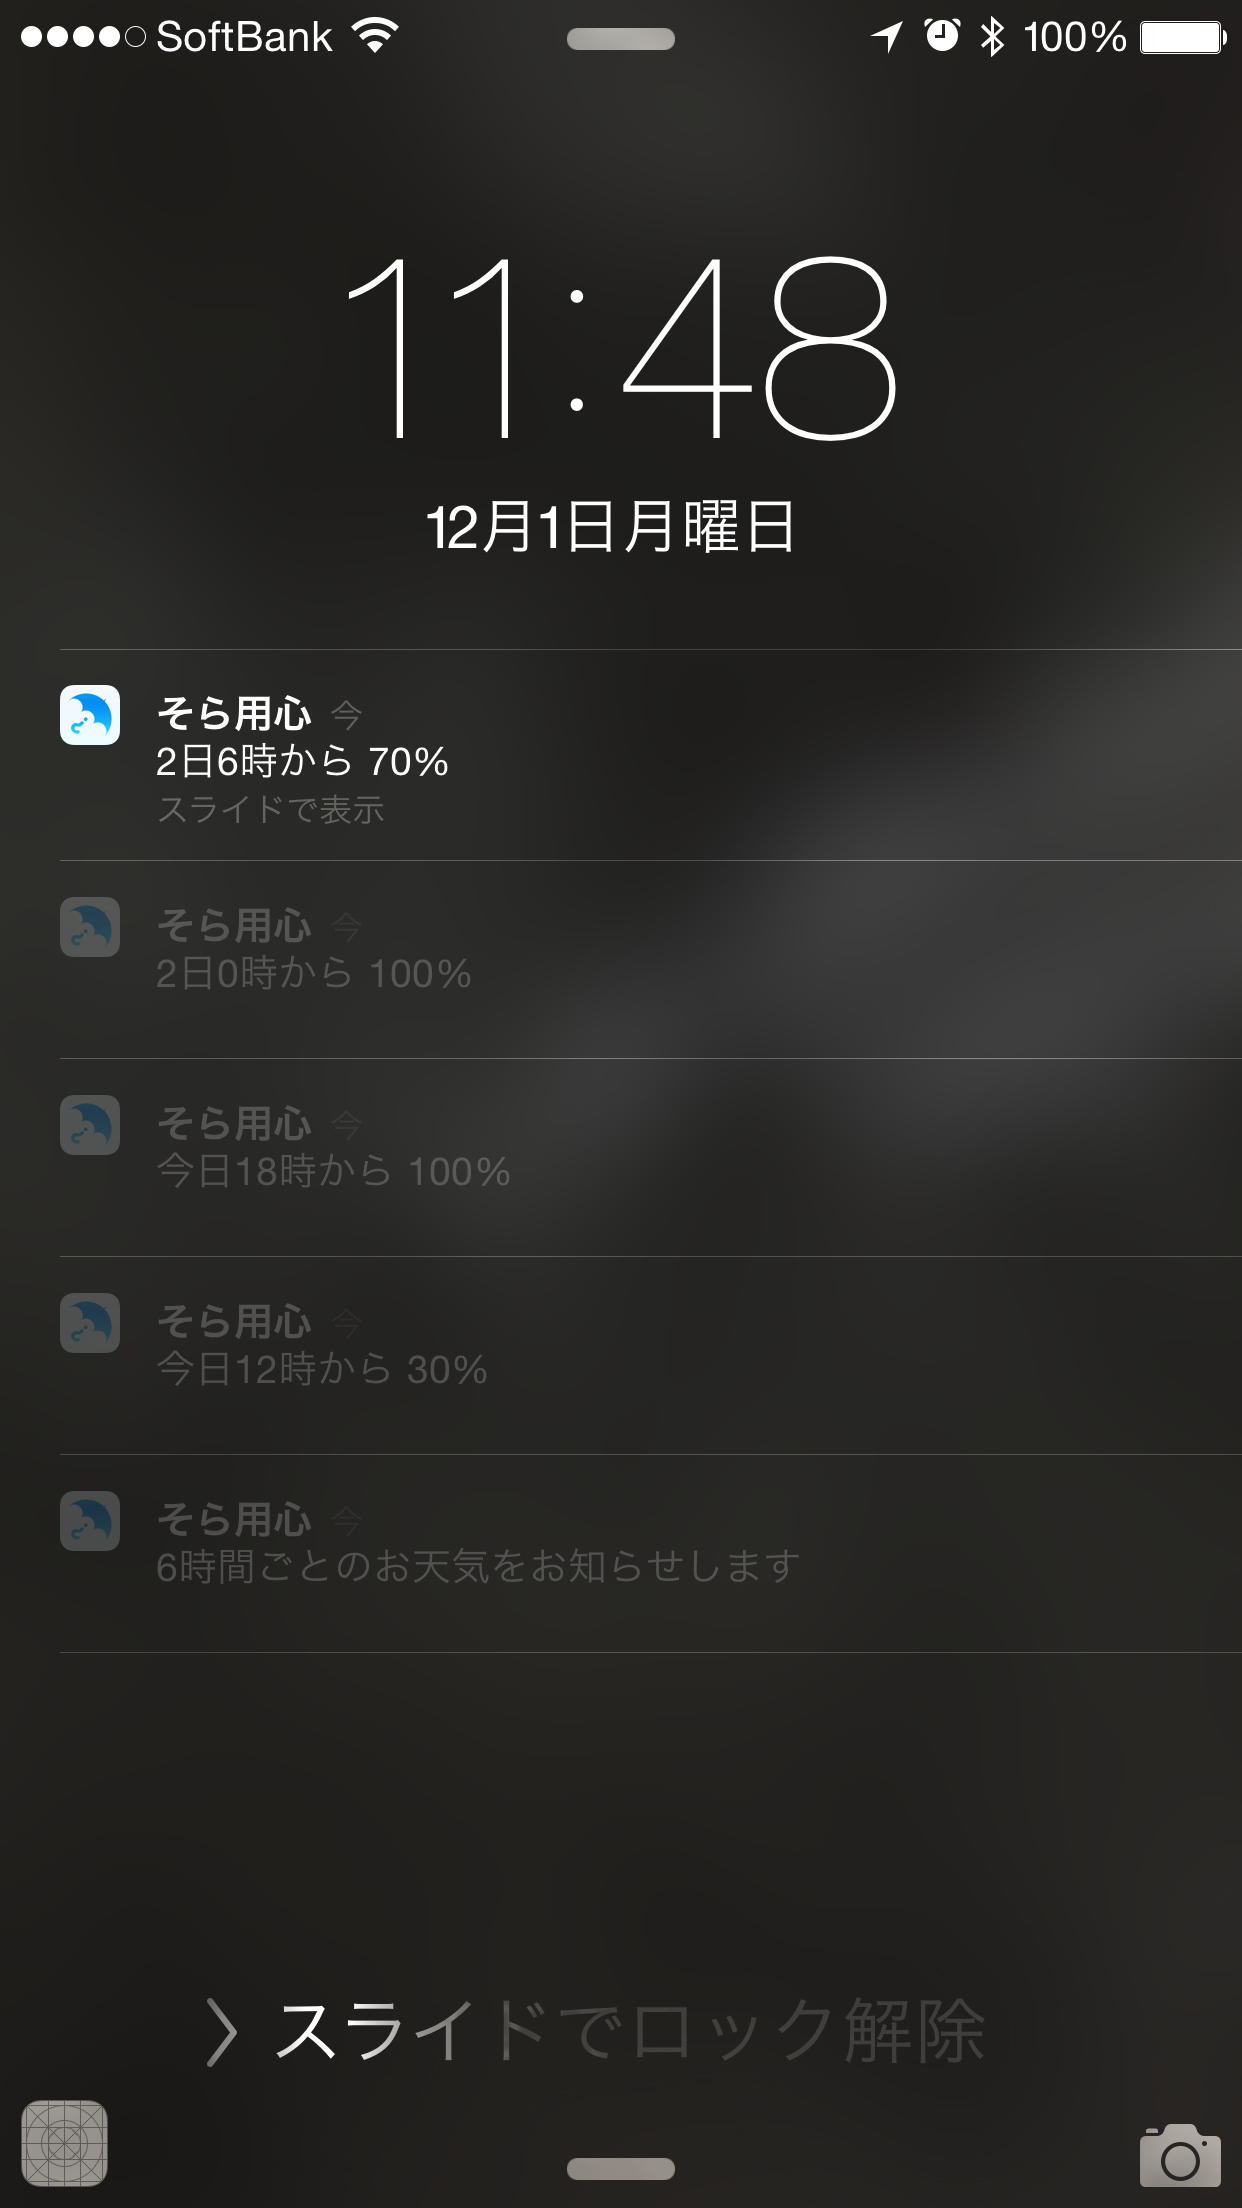 SoftBank 100%
11:48
12月1日月曜日
そら用心 今
2日6時から 70%
スライドで表示
そら用心 今
2日0時から 100%
そら用心 今
今日18時から 100%
そら用心 今
今日12時から 30%
そら用心 今
6時間ごとのお天気をお知らせします
スライドでロック解除